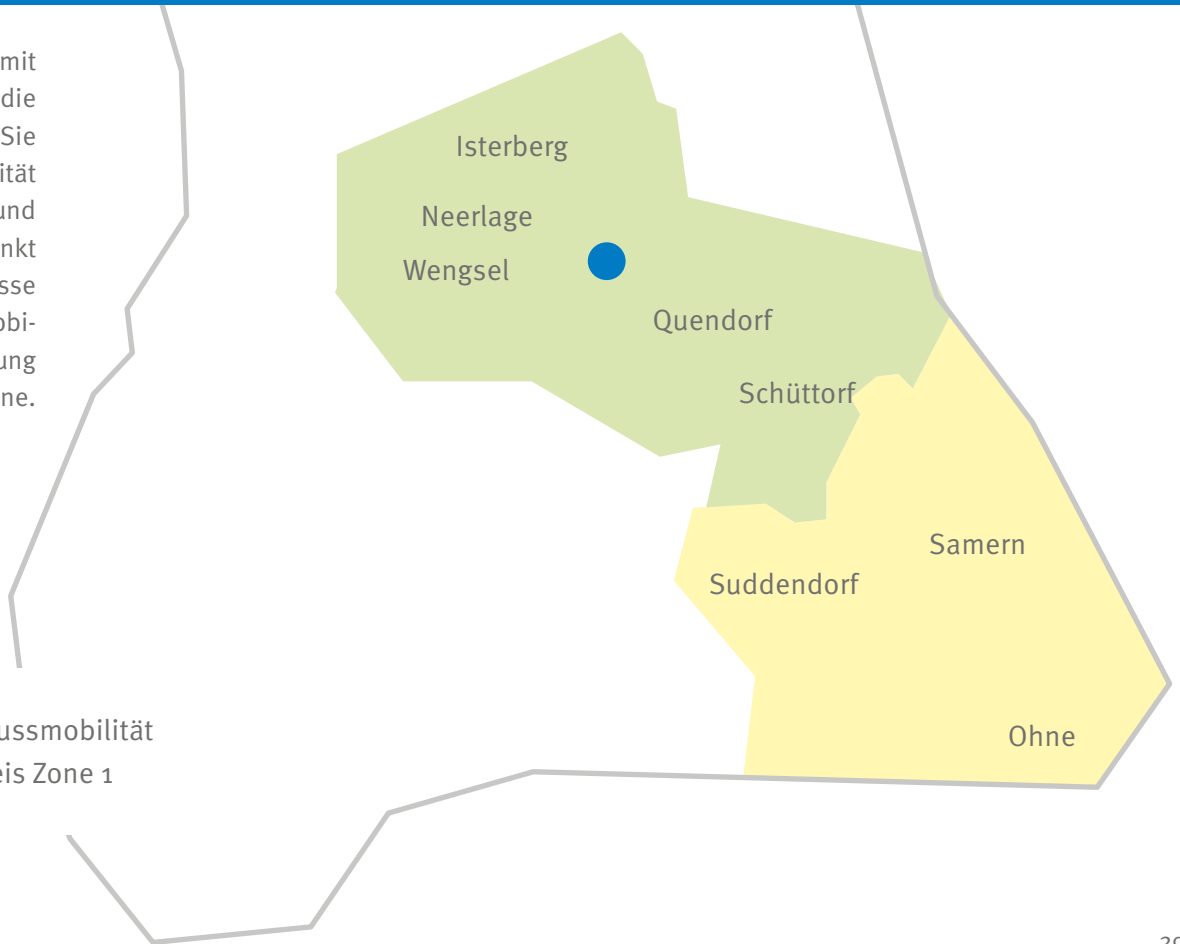 mit
die
Sie
ität
und
nkt
sse
obi-
ung
ne.
Isterberg
Neerlage
Wengsel
Quendorf
Schüttorf
Samern
Suddendorf
Ohne
ussmobilität
eis Zone 1